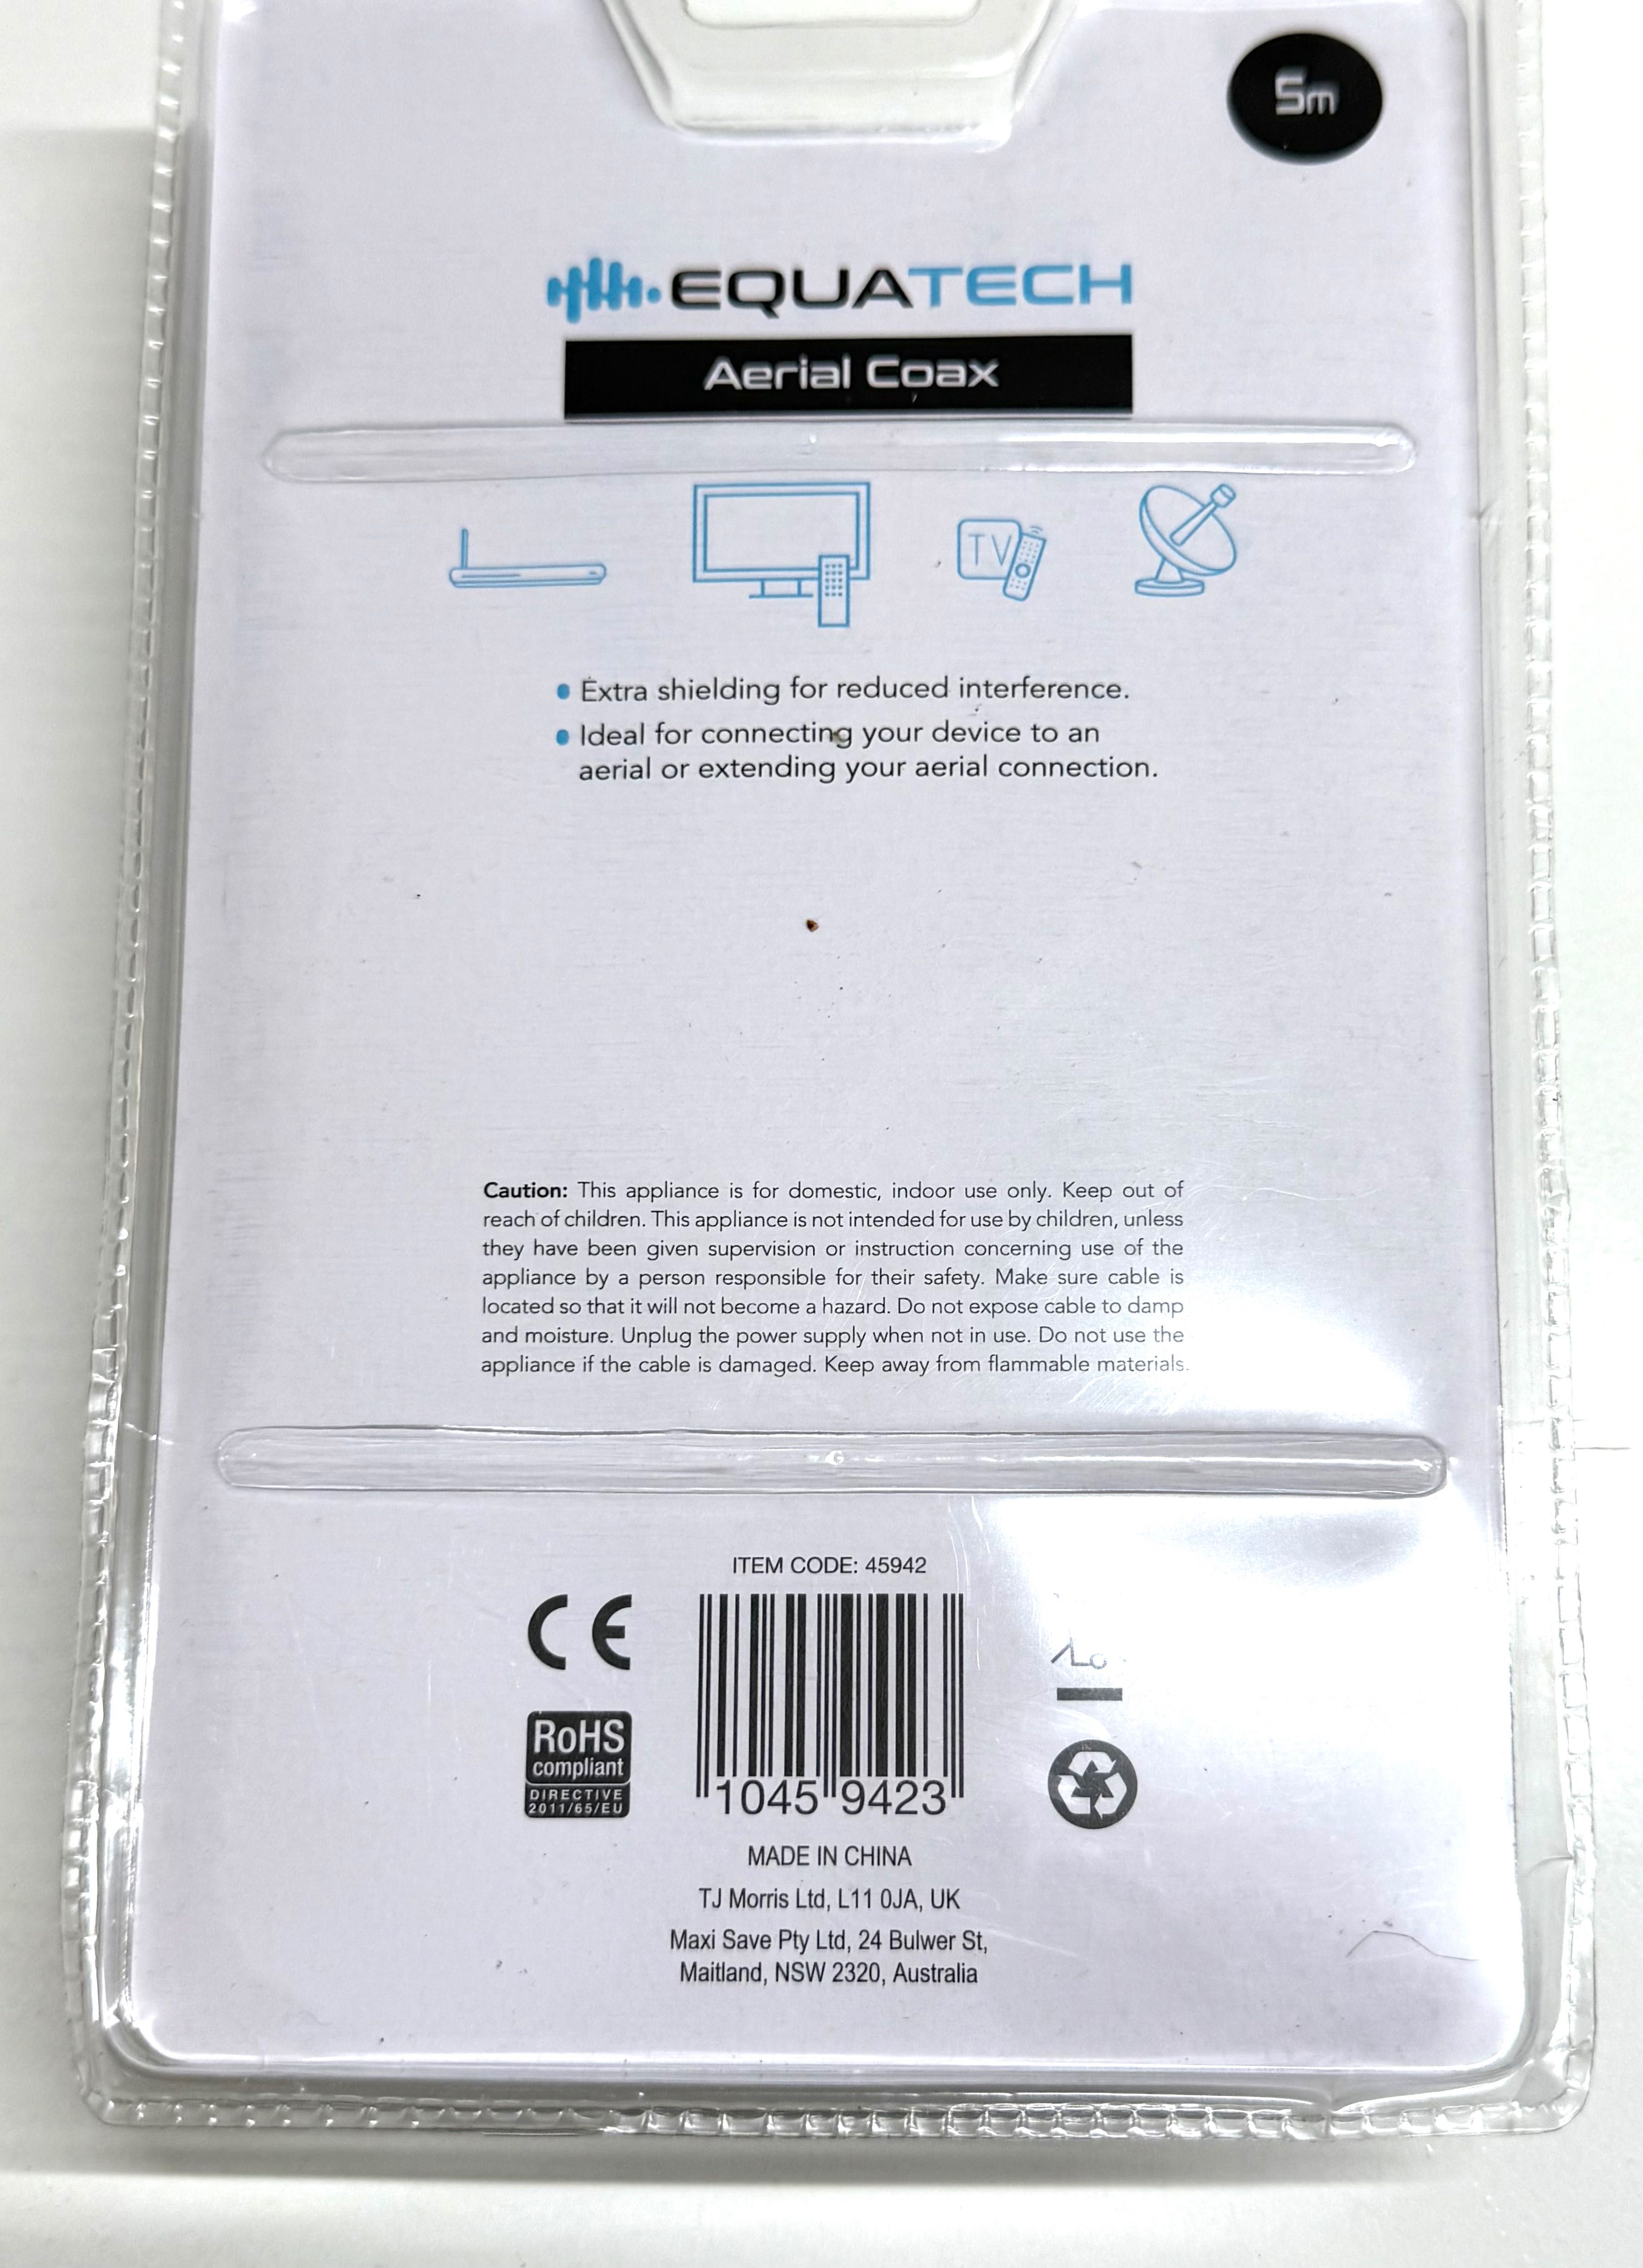 5m
EQUATECH
Aerial Coax
TV
• Extra shielding for reduced interference.
• Ideal for connecting your device to an
aerial or extending your aerial connection.
Caution: This appliance is for domestic, indoor use only. Keep out of
reach of children. This appliance is not intended for use by children, unless
they have been given supervision or instruction concerning use of the
appliance by a person responsible for their safety. Make sure cable is
located so that it will not become a hazard. Do not expose cable to damp
and moisture. Unplug the power supply when not in use. Do not use the
appliance if the cable is damaged. Keep away from flammable materials.
ITEM CODE: 45942
CE
RoHS
compliant
DIRECTIVE
2011/65/EU
1045 9423
MADE IN CHINA
TJ Morris Ltd, L11 0JA, UK
Maxi Save Pty Ltd, 24 Bulwer St,
Maitland, NSW 2320, Australia